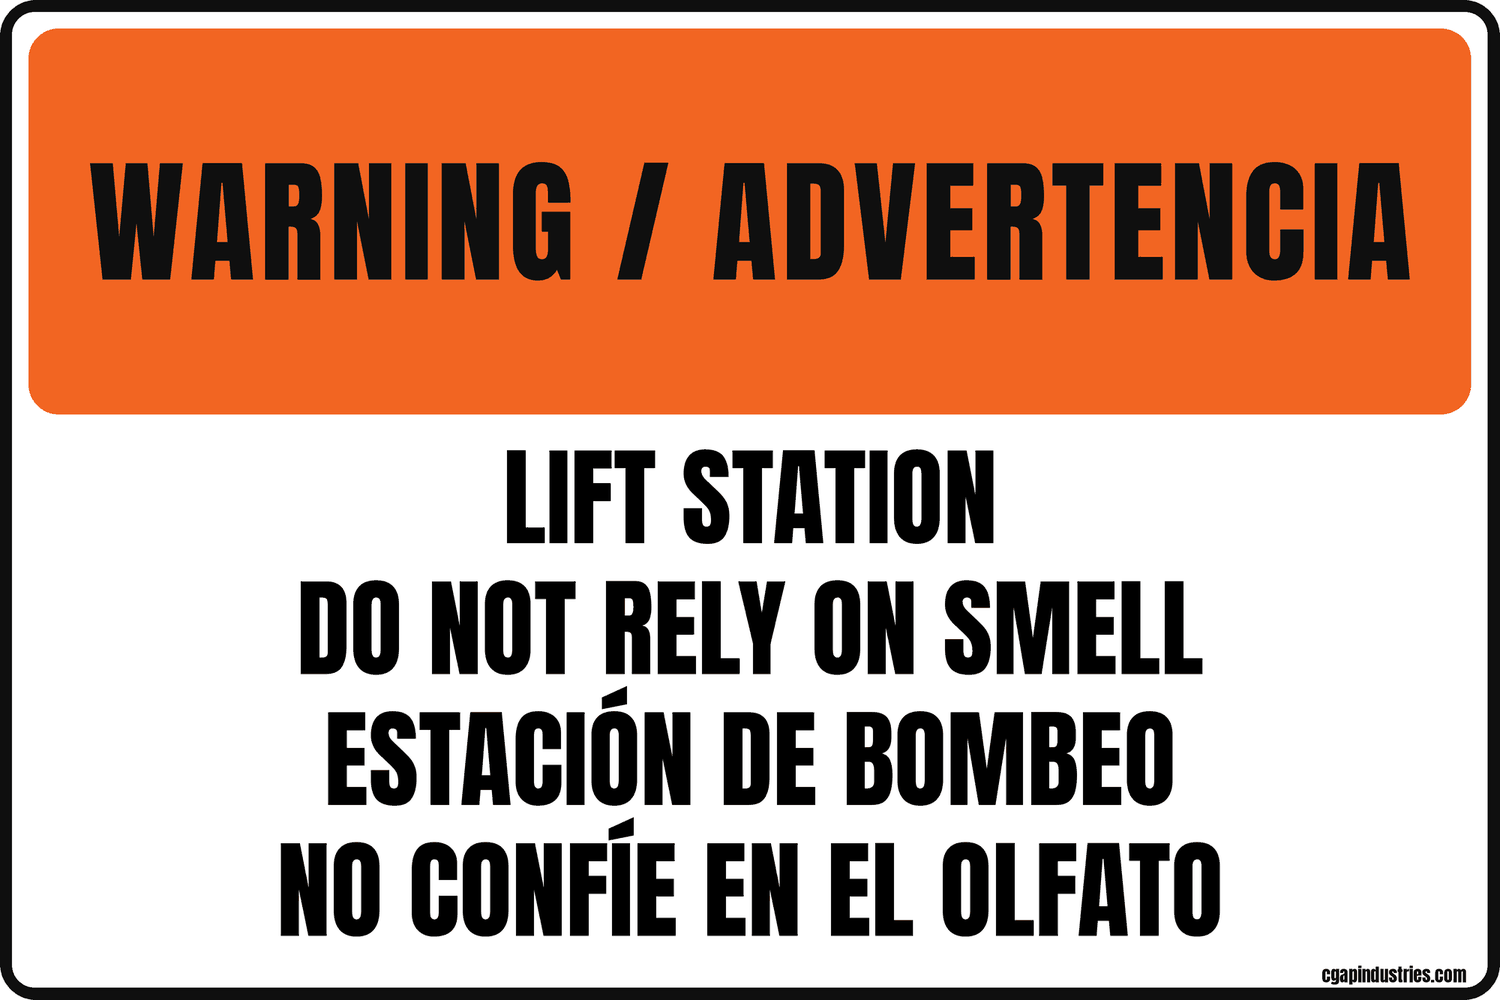 WARNING / ADVERTENCIA
LIFT STATION
DO NOT RELY ON SMELL
ESTACIÓN DE BOMBEO
NO CONFÍE EN EL OLFATO
cgapindustries.com